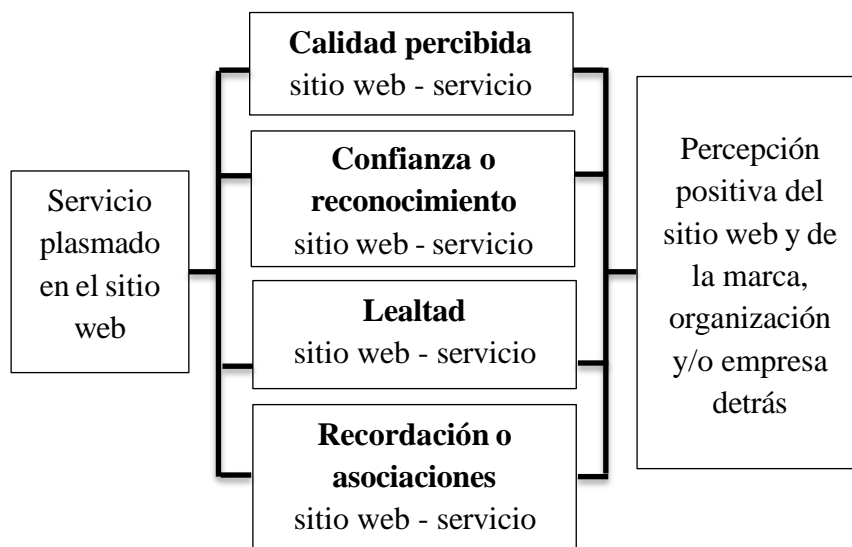 Servicio
plasmado
en el sitio
web
Calidad percibida
sitio web - servicio
Confianza o
reconocimiento
sitio web - servicio
Lealtad
sitio web - servicio
Recordación o
asociaciones
sitio web - servicio
Percepción
positiva del
sitio web y de
la marca,
organización
y/o empresa
detrás